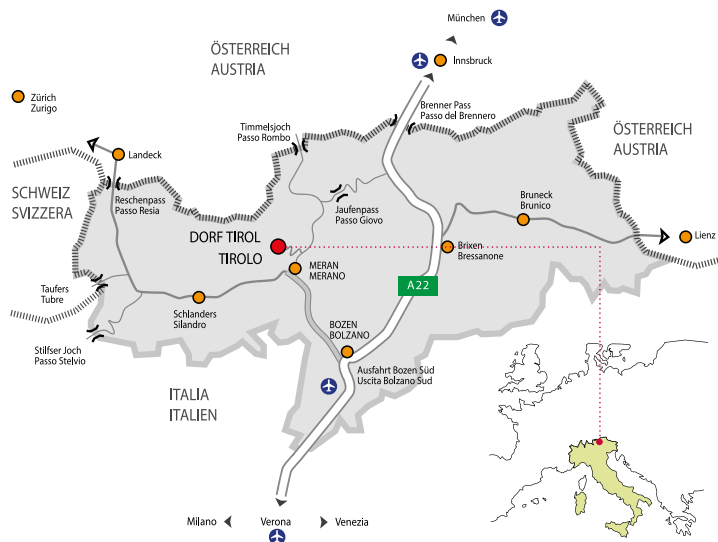 München
ÖSTERREICH
AUSTRIA
Innsbruck
Zürich
Zurigo
Brenner Pass
Passo del Brennero
Timmelsjoch
Passo Rombo
ÖSTERREICH
AUSTRIA
Landeck
SCHWEIZ
SVIZZERA
Reschenpass
Passo Resia
Jaufenpass
Passo Giovo
Bruneck
Brunico
DORF TIROL
TIROLO
Lienz
Brixen
Bressanone
MERAN
MERANO
Taufers
Tubre
A22
Schlanders
Silandro
BOZEN
BOLZANO
Stilfser Joch
Passo Stelvio
Ausfahrt Bozen Süd
Uscita Bolzano Sud
ITALIA
ITALIEN
Milano
Verona
Venezia